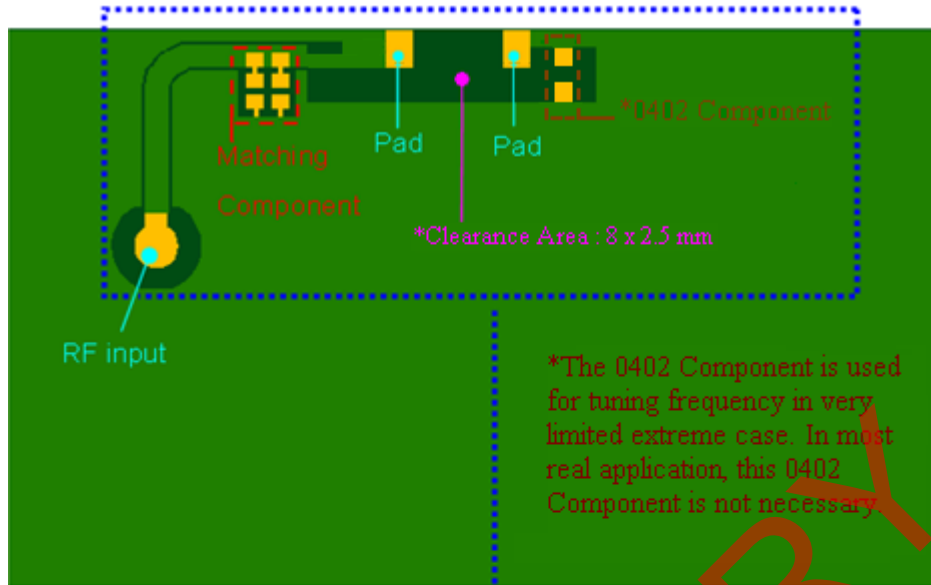 *0402 Component
Pad
Pad
Matching
Component
*Clearance Area : 8 x 2.5 mm
RF input
*The 0402 Component is used
for tuning frequency in very
limited extreme case. In most
real application, this 0402
Component is not necessary.
RY